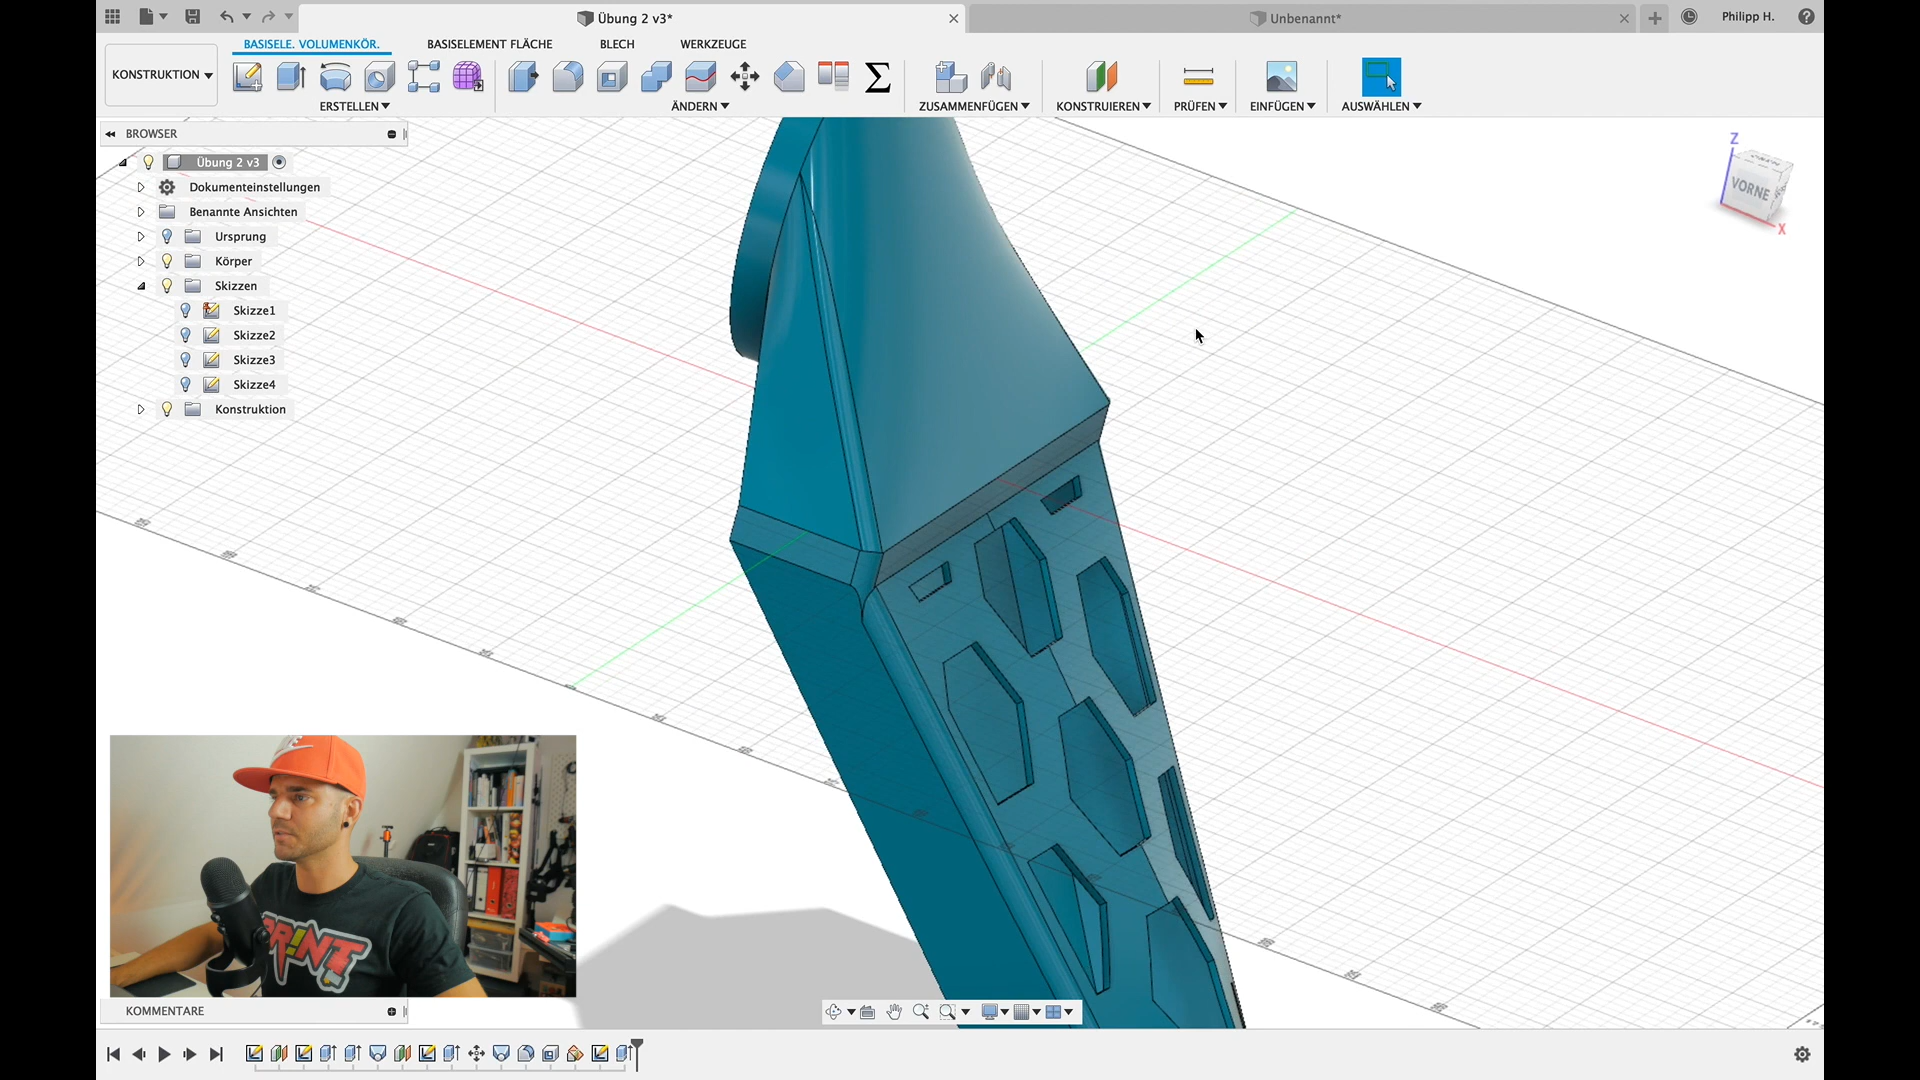 Übung 2 v3*
Unbenannt*
Philipp H.
BASISELE. VOLUMENKÖR.
BASISELEMENT FLÄCHE
BLECH
WERKZEUGE
KONSTRUKTION
ERSTELLEN
ÄNDERN
ZUSAMMENFÜGEN
KONSTRUIEREN
PRÜFEN
EINFÜGEN
AUSWÄHLEN
BROWSER
Übung 2 v3
Dokumenteinstellungen
Benannte Ansichten
Ursprung
Körper
Skizzen
Skizze1
Skizze2
Skizze3
Skizze4
Konstruktion
Z
VORNE
X
PRINT
KOMMENTARE